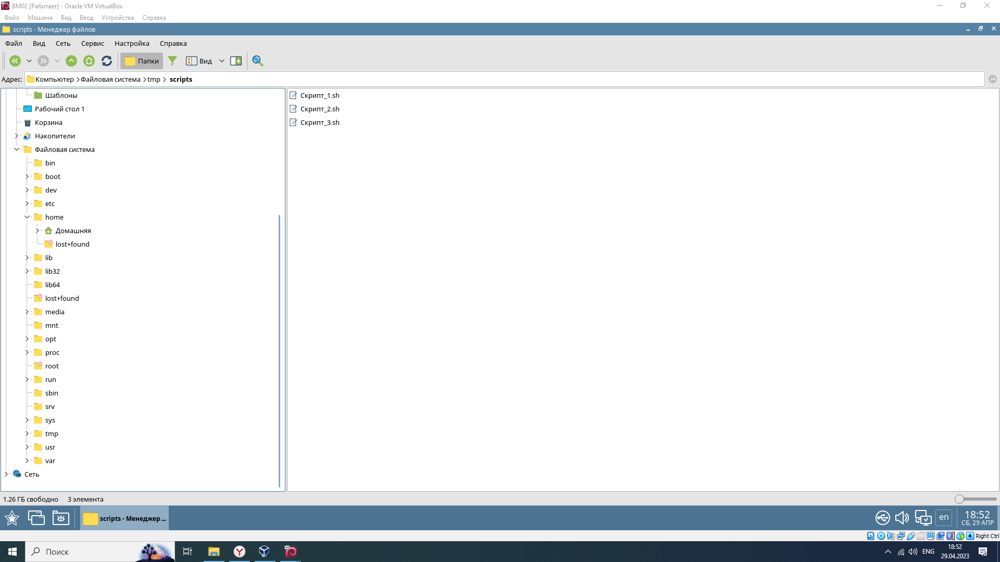 BM02 [Работает] - Oracle VM VirtualBox
Файл Машина Вид Ввод Устройства Справка
scripts - Менеджер файлов
Файл Вид Сеть Сервис Настройка Справка
Папки Вид
Адрес: Компьютер Файловая система tmp scripts
Шаблоны
Рабочий стол 1
Корзина
Накопители
Файловая система
bin
boot
dev
etc
home
Домашняя
lost+found
lib
lib32
lib64
lost+found
media
mnt
opt
proc
root
run
sbin
srv
sys
tmp
usr
var
Сеть
Скрипт_1.sh
Скрипт_2.sh
Скрипт_3.sh
1.26 ГБ свободно 3 элемента
scripts - Менеджер...
en
18:52
СБ, 29 АПР
Right Ctrl
Поиск
ENG
18:52
29.04.2023